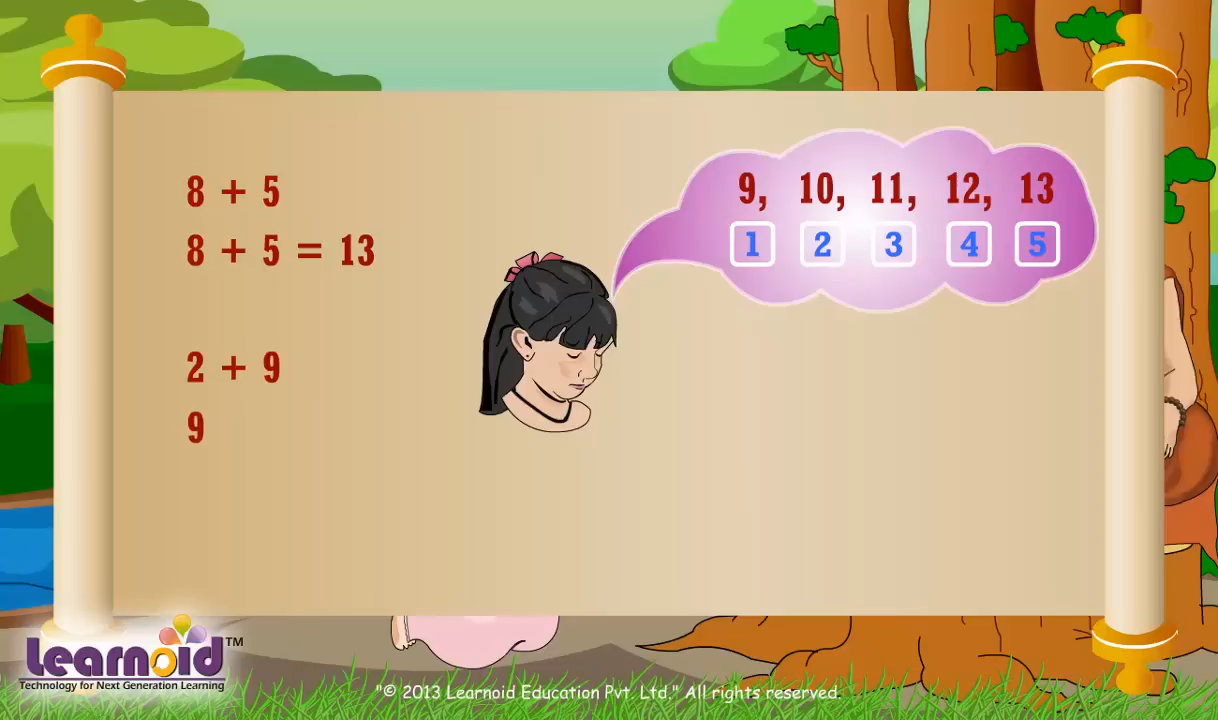 8 + 5
8 + 5 = 13
9, 10, 11, 12, 13
1 2 3 4 5
2 + 9
9
Learnoid™
Technology for Next Generation Learning
"© 2013 Learnoid Education Pvt. Ltd." All rights reserved.